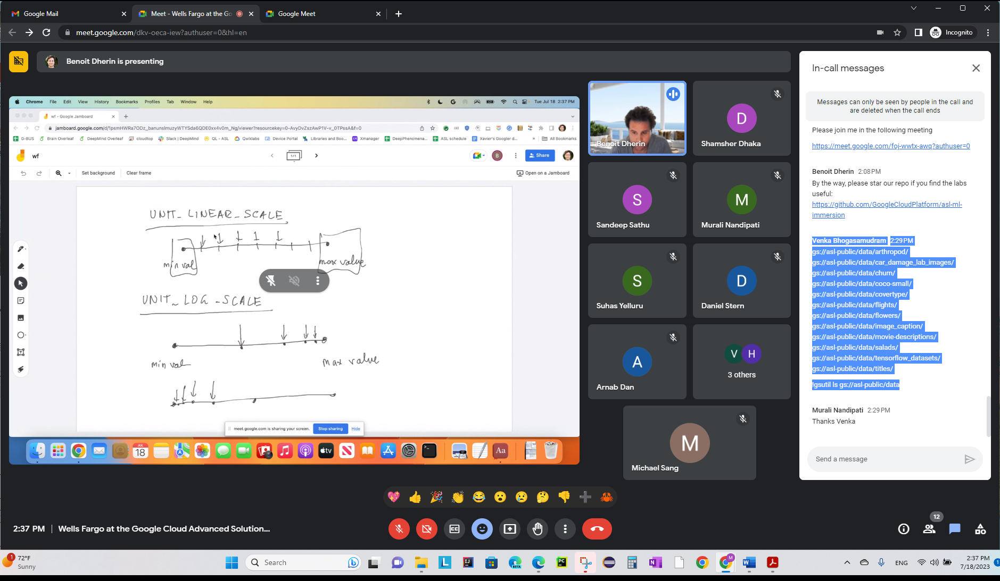 Google Mail
Meet - Wells Fargo at the Go
Google Meet
meet.google.com/dkv-oeca-iew?authuser=0&hl=en
Incognito
Benoit Dherin is presenting
Chrome File Edit View History Bookmarks Profiles Tab Window Help
Tue Jul 18 2:37 PM
wf - Google Jamboard
jamboard.google.com/d/1psmHWRa7ODz_banunsImuzyWTYSda6QDE0xx4v0m_Ng/viewer?resourcekey=0-AvyDvZszAwP1V-v_0TPssA&f=0
G-BUS Brain Overleaf DeepMind Overleaf cloudtop Slack | DeepMind QL - ASL Qwiklabs Device Portal Libraries and Boo... Xmanager DeepPhenomena... ASL schedule Xavier's Googler d... » All Bookmarks
wf
1/1
B
Share
Set background
Clear frame
Open on a Jamboard
UNIT_LINEAR_SCALE
min val
max value
UNIT_LOG_SCALE
min val
max value
meet.google.com is sharing your screen.
Stop sharing
Hide
JUL
18
tv
Aa
Benoit Dherin
D
Shamsher Dhaka
S
Sandeep Sathu
M
Murali Nandipati
S
Suhas Yelluru
D
Daniel Stern
A
Arnab Dan
V H
3 others
M
Michael Sang
In-call messages
Messages can only be seen by people in the call and
are deleted when the call ends
Please join me in the following meeting
https://meet.google.com/foj-wwtx-awq?authuser=0
Benoit Dherin 2:08 PM
By the way, please star our repo if you find the labs
useful:
https://github.com/GoogleCloudPlatform/asl-ml-
immersion
Venka Bhogasamudram 2:29 PM
gs://asl-public/data/arthropod/
gs://asl-public/data/car_damage_lab_images/
gs://asl-public/data/churn/
gs://asl-public/data/coco-small/
gs://asl-public/data/covertype/
gs://asl-public/data/flights/
gs://asl-public/data/flowers/
gs://asl-public/data/image_caption/
gs://asl-public/data/movie-descriptions/
gs://asl-public/data/salads/
gs://asl-public/data/tensorflow_datasets/
gs://asl-public/data/titles/
!gsutil ls gs://asl-public/data
Murali Nandipati 2:29 PM
Thanks Venka
Send a message
2:37 PM | Wells Fargo at the Google Cloud Advanced Solution...
12
1
72°F
Sunny
Search
BETA
PC
M
ENG
2:37 PM
7/18/2023
1